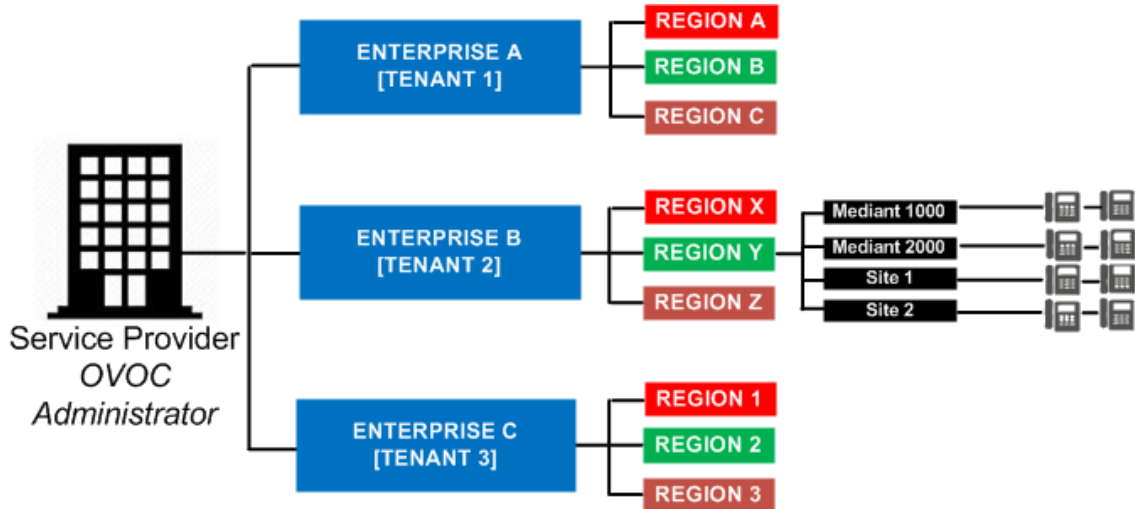 Service Provider
OVOC
Administrator
ENTERPRISE A
[TENANT 1]
REGION A
REGION B
REGION C
ENTERPRISE B
[TENANT 2]
REGION X
REGION Y
REGION Z
Mediant 1000
Mediant 2000
Site 1
Site 2
ENTERPRISE C
[TENANT 3]
REGION 1
REGION 2
REGION 3